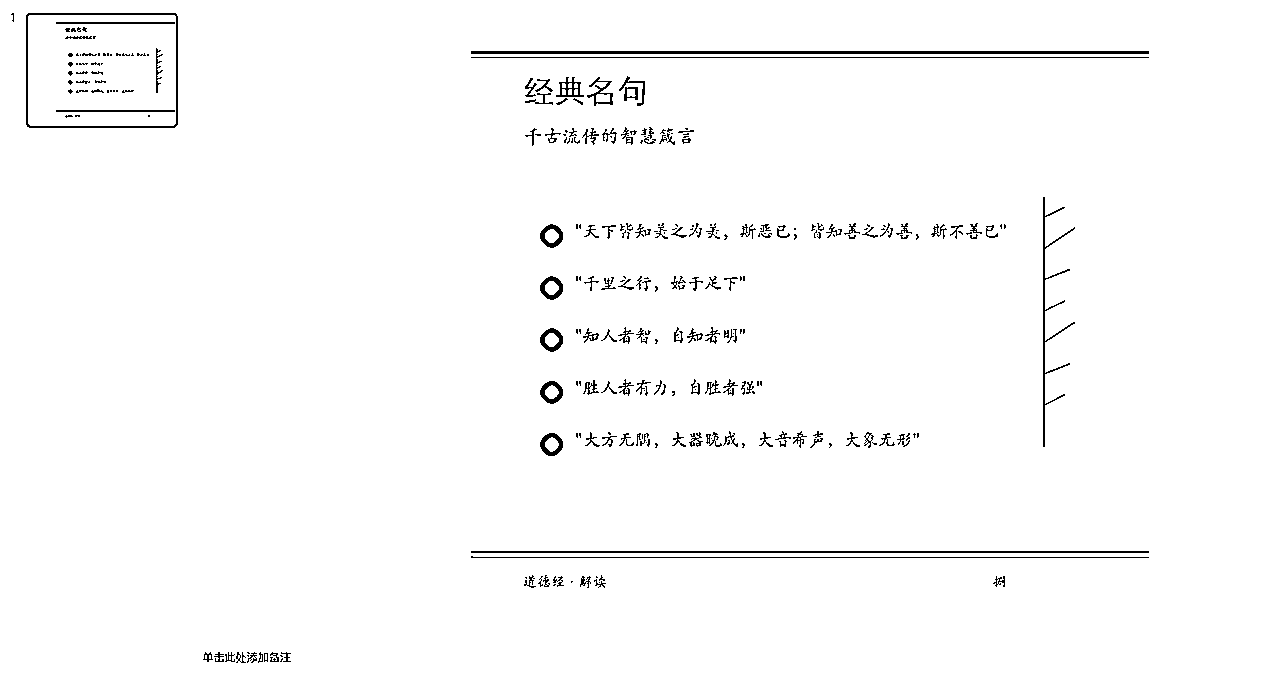 1
经典名句
千古流传的智慧箴言
"天下皆知美之为美，斯恶已；皆知善之为善，斯不善已"
"千里之行，始于足下"
"知人者智，自知者明"
"胜人者有力，自胜者强"
"大方无隅，大器晚成，大音希声，大象无形"
道德经·解读
捌
单击此处添加备注